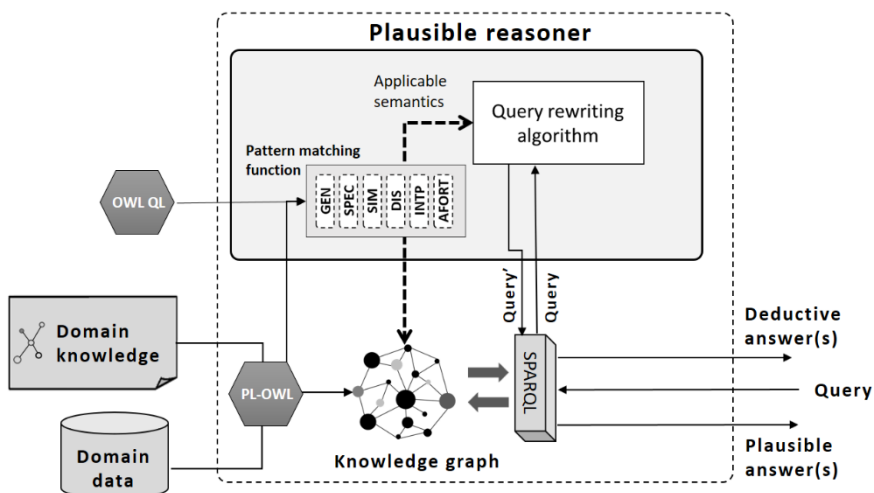 Plausible reasoner
Applicable
semantics
Query rewriting
algorithm
Pattern matching
function
GEN
SPEC
SIM
DIS
INTP
AFORT
OWL QL
Query'
Query
Domain
knowledge
PL-OWL
Domain
data
Knowledge graph
SPARQL
Deductive
answer(s)
Query
Plausible
answer(s)